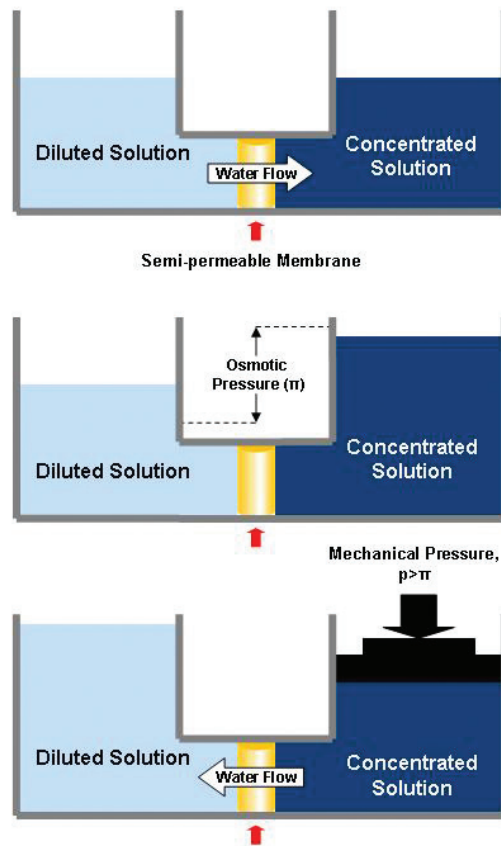 Diluted Solution
Concentrated
Solution
Water Flow
Semi-permeable Membrane
Osmotic
Pressure (π)
Diluted Solution
Concentrated
Solution
Mechanical Pressure,
p>π
Diluted Solution
Water Flow
Concentrated
Solution